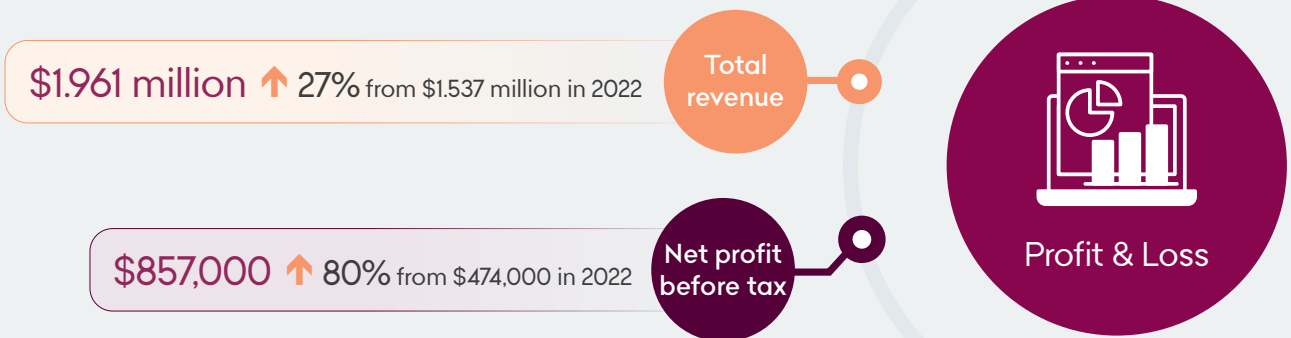 $1.961 million ↑ 27% from $1.537 million in 2022
Total
revenue
$857,000 ↑ 80% from $474,000 in 2022
Net profit
before tax
Profit & Loss